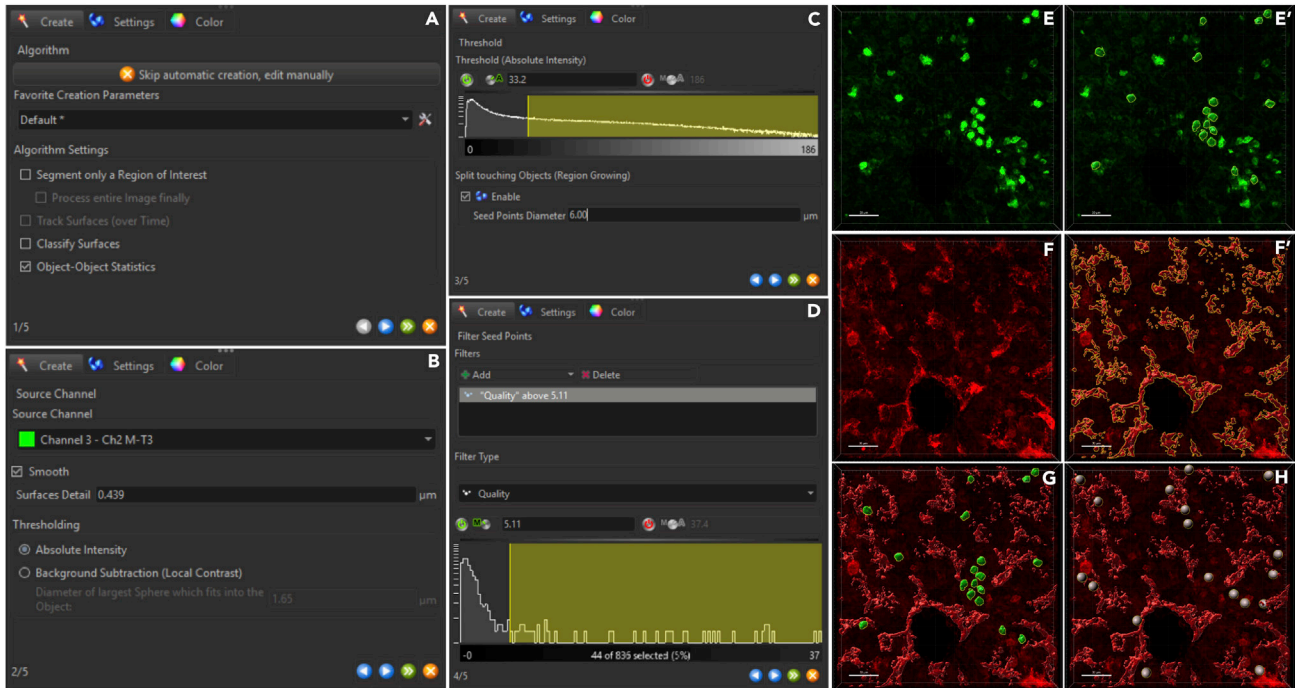 A
Create
Settings
Color
Algorithm
Skip automatic creation, edit manually
Favorite Creation Parameters
Default *
Algorithm Settings
Segment only a Region of Interest
Process entire Image finally
Track Surfaces (over Time)
Classify Surfaces
Object-Object Statistics
1/5
B
Create
Settings
Color
Source Channel
Source Channel
Channel 3 - Ch2 M-T3
Smooth
Surfaces Detail 0.439 µm
Thresholding
Absolute Intensity
Background Subtraction (Local Contrast)
Diameter of largest Sphere which fits into the
Object: 1.65 µm
2/5
C
Create
Settings
Color
Threshold
Threshold (Absolute Intensity)
33.2
186
0
186
Split touching Objects (Region Growing)
Enable
Seed Points Diameter 6.00 µm
3/5
D
Create
Settings
Color
Filter Seed Points
Filters
Add
Delete
"Quality" above 5.11
Filter Type
Quality
5.11
37.4
-0
44 of 836 selected (5%)
37
4/5
E
E'
F
F'
G
H